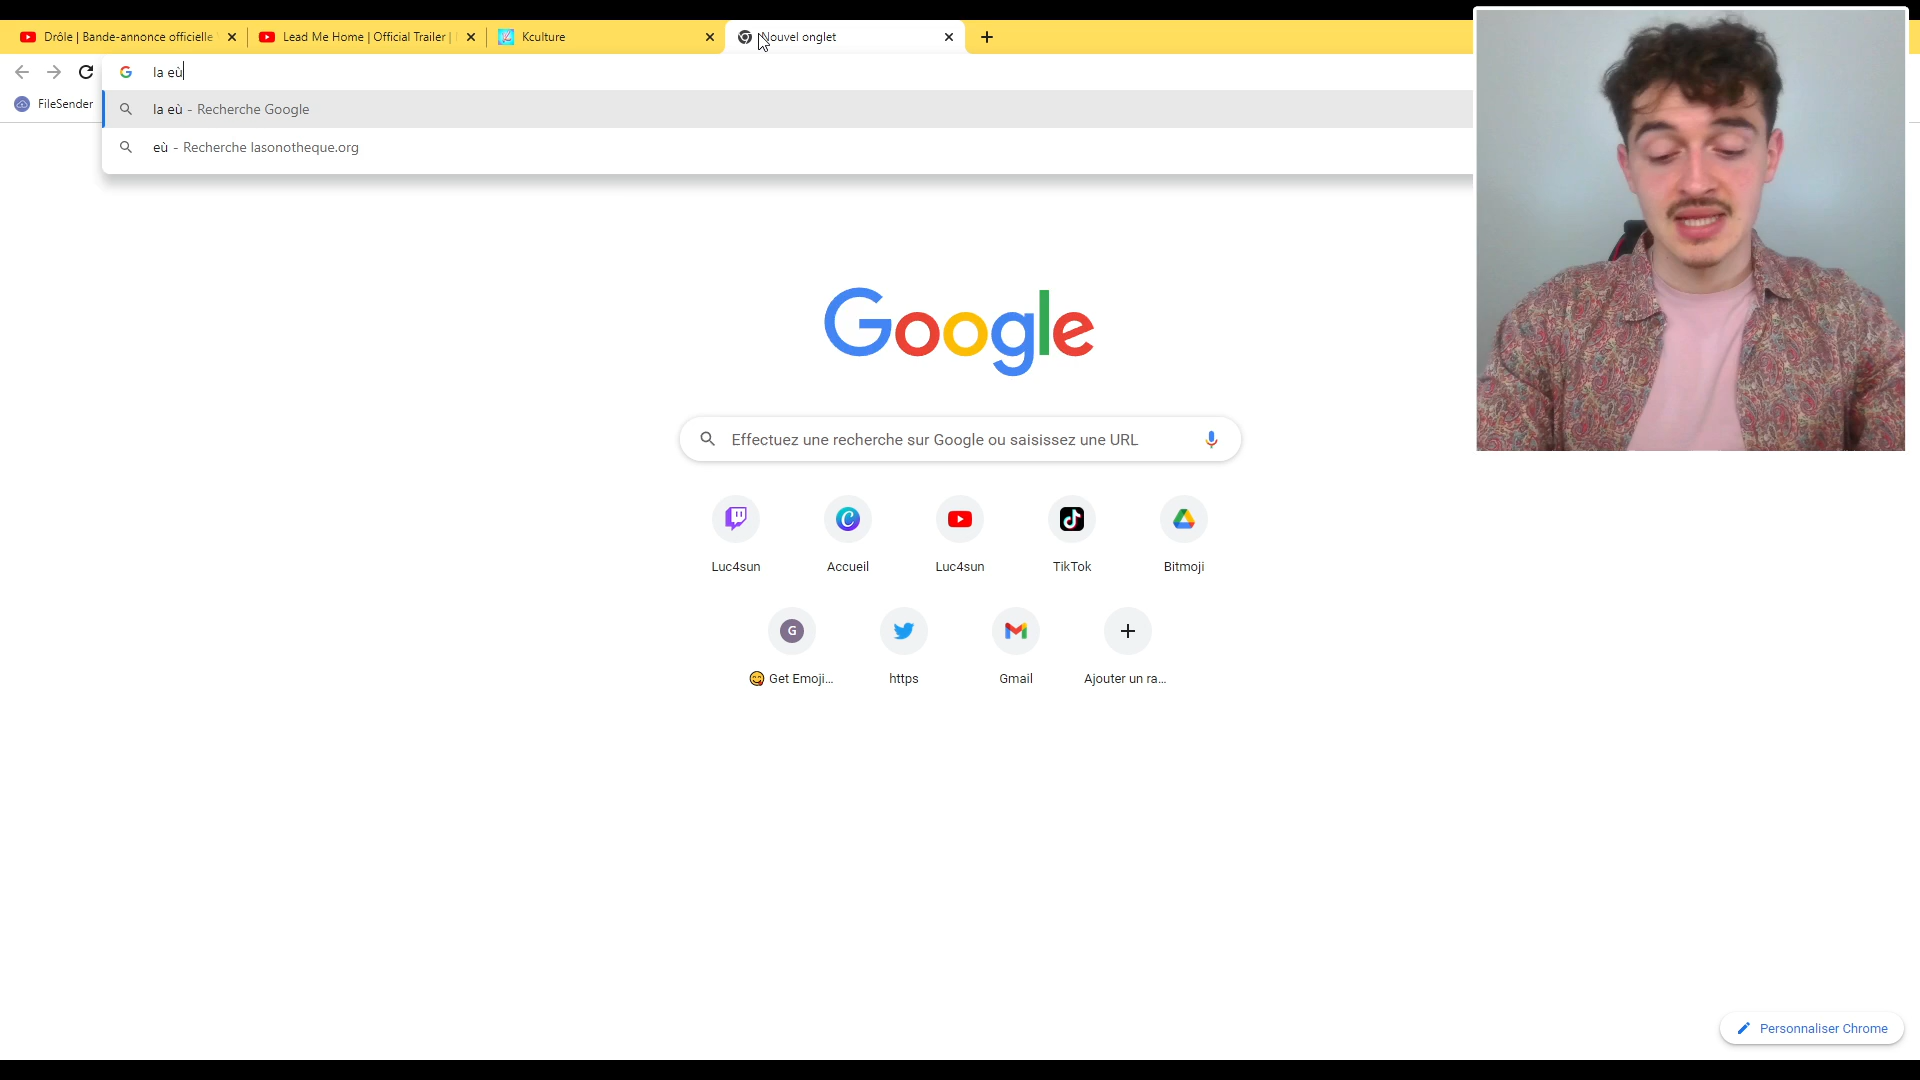 Drôle | Bande-annonce officielle
Lead Me Home | Official Trailer |
Kculture
Nouvel onglet
la eù
FileSender
la eù - Recherche Google
eù - Recherche lasonotheque.org
Google
Effectuez une recherche sur Google ou saisissez une URL
Luc4sun
Accueil
Luc4sun
TikTok
Bitmoji
G
😋 Get Emoji...
https
Gmail
Ajouter un ra...
Personnaliser Chrome